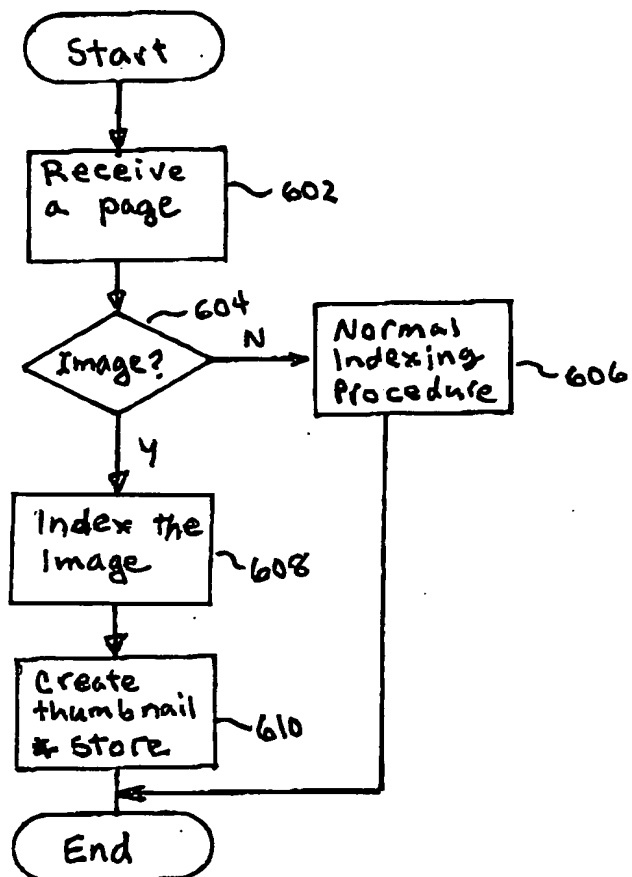 Start
Receive
a page
602
604
Image?
N
Normal
Indexing
Procedure
606
Y
Index the
Image
608
Create
thumbnail
& Store
610
End